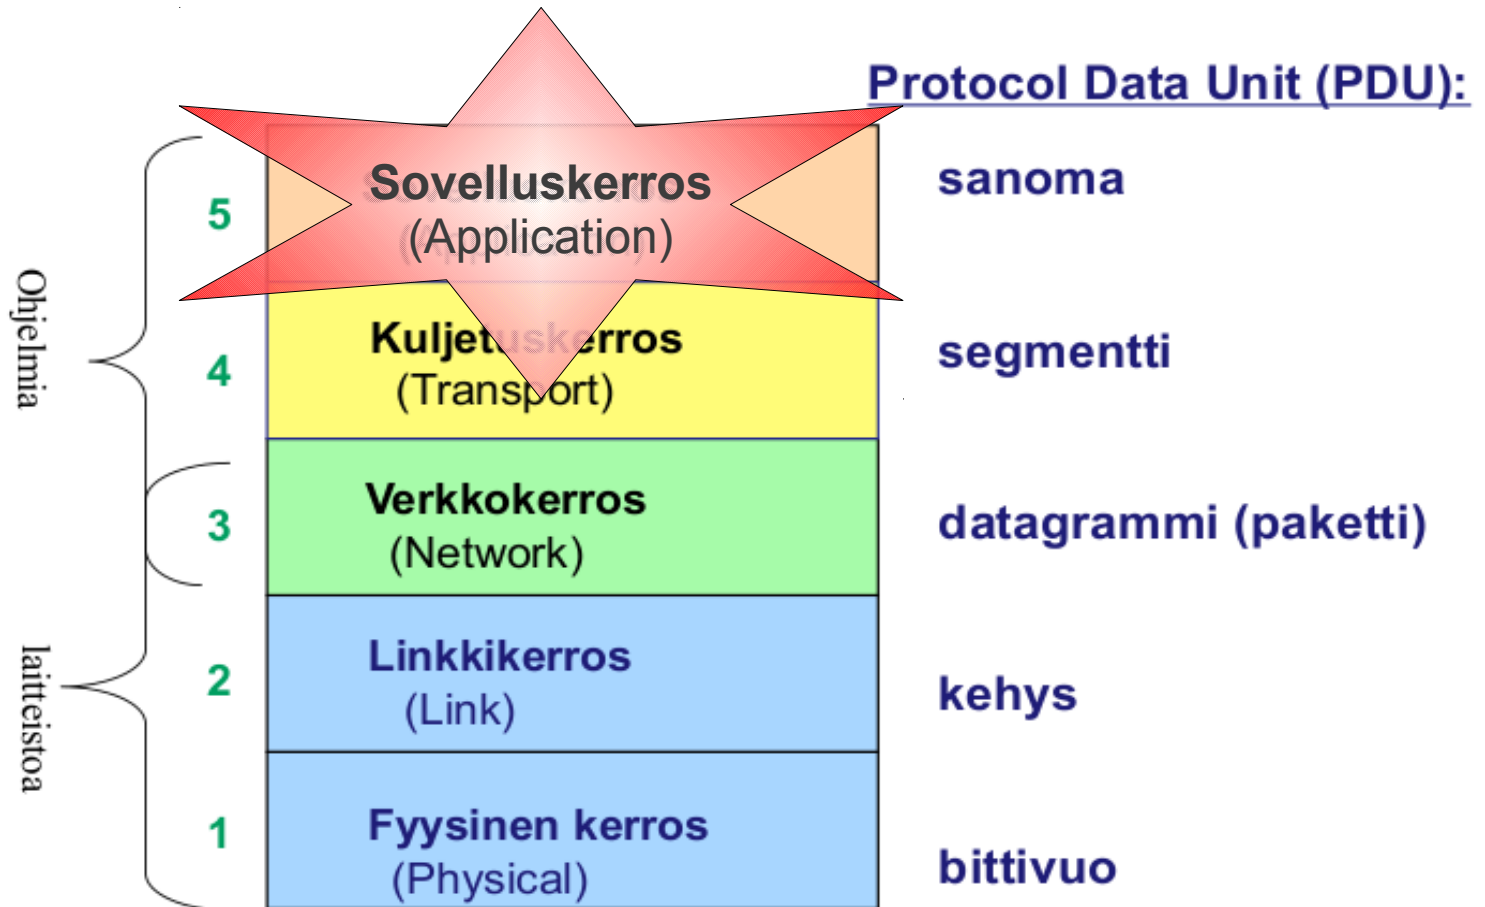 Protocol Data Unit (PDU):
5
Sovelluskerros
(Application)
sanoma
4
Kuljetuskerros
(Transport)
segmentti
3
Verkkokerros
(Network)
datagrammi (paketti)
2
Linkkikerros
(Link)
kehys
1
Fyysinen kerros
(Physical)
bittivuo
Ohjelmia
laitteistoa